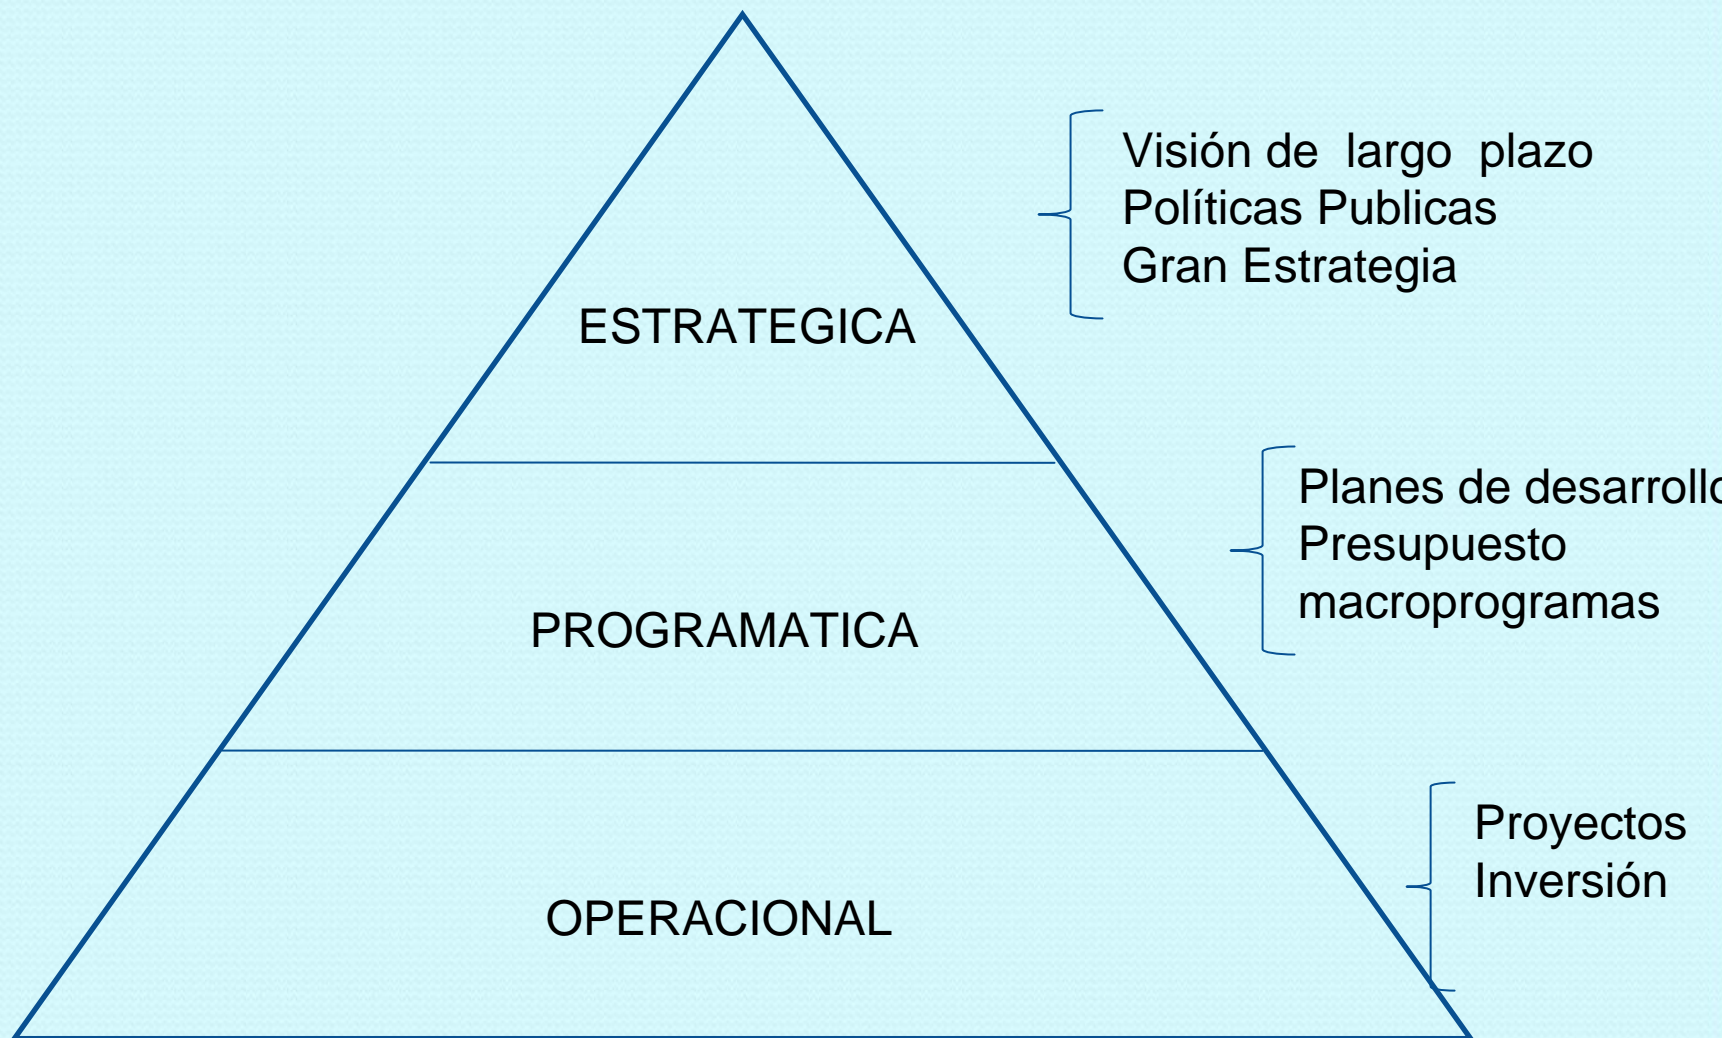 Visión de largo plazo
Políticas Publicas
Gran Estrategia
ESTRATEGICA
Planes de desarrollo
Presupuesto
macroprogramas
PROGRAMATICA
Proyectos
Inversión
OPERACIONAL